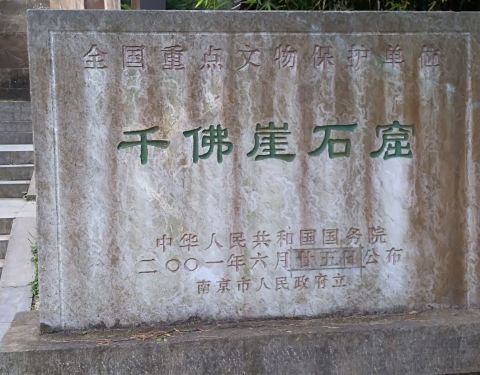 全国重点文物保护单位
千佛崖石窟
中华人民共和国国务院
二〇〇一年六月廿五日公布
南京市人民政府立